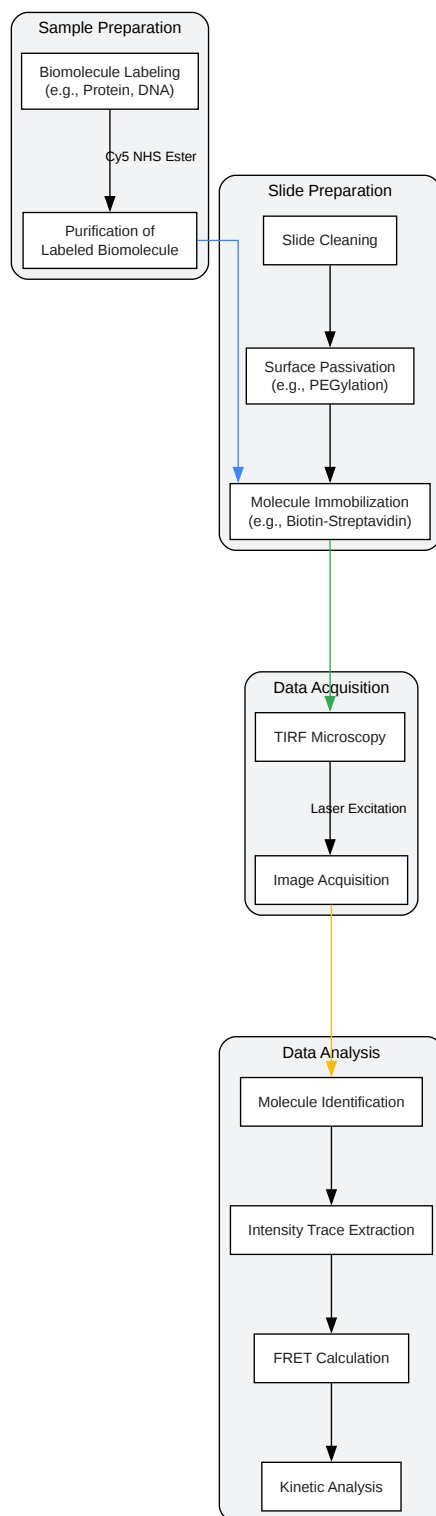 Sample Preparation
Biomolecule Labeling
(e.g., Protein, DNA)
Cy5 NHS Ester
Purification of
Labeled Biomolecule
Slide Preparation
Slide Cleaning
Surface Passivation
(e.g., PEGylation)
Molecule Immobilization
(e.g., Biotin-Streptavidin)
Data Acquisition
TIRF Microscopy
Laser Excitation
Image Acquisition
Data Analysis
Molecule Identification
Intensity Trace Extraction
FRET Calculation
Kinetic Analysis